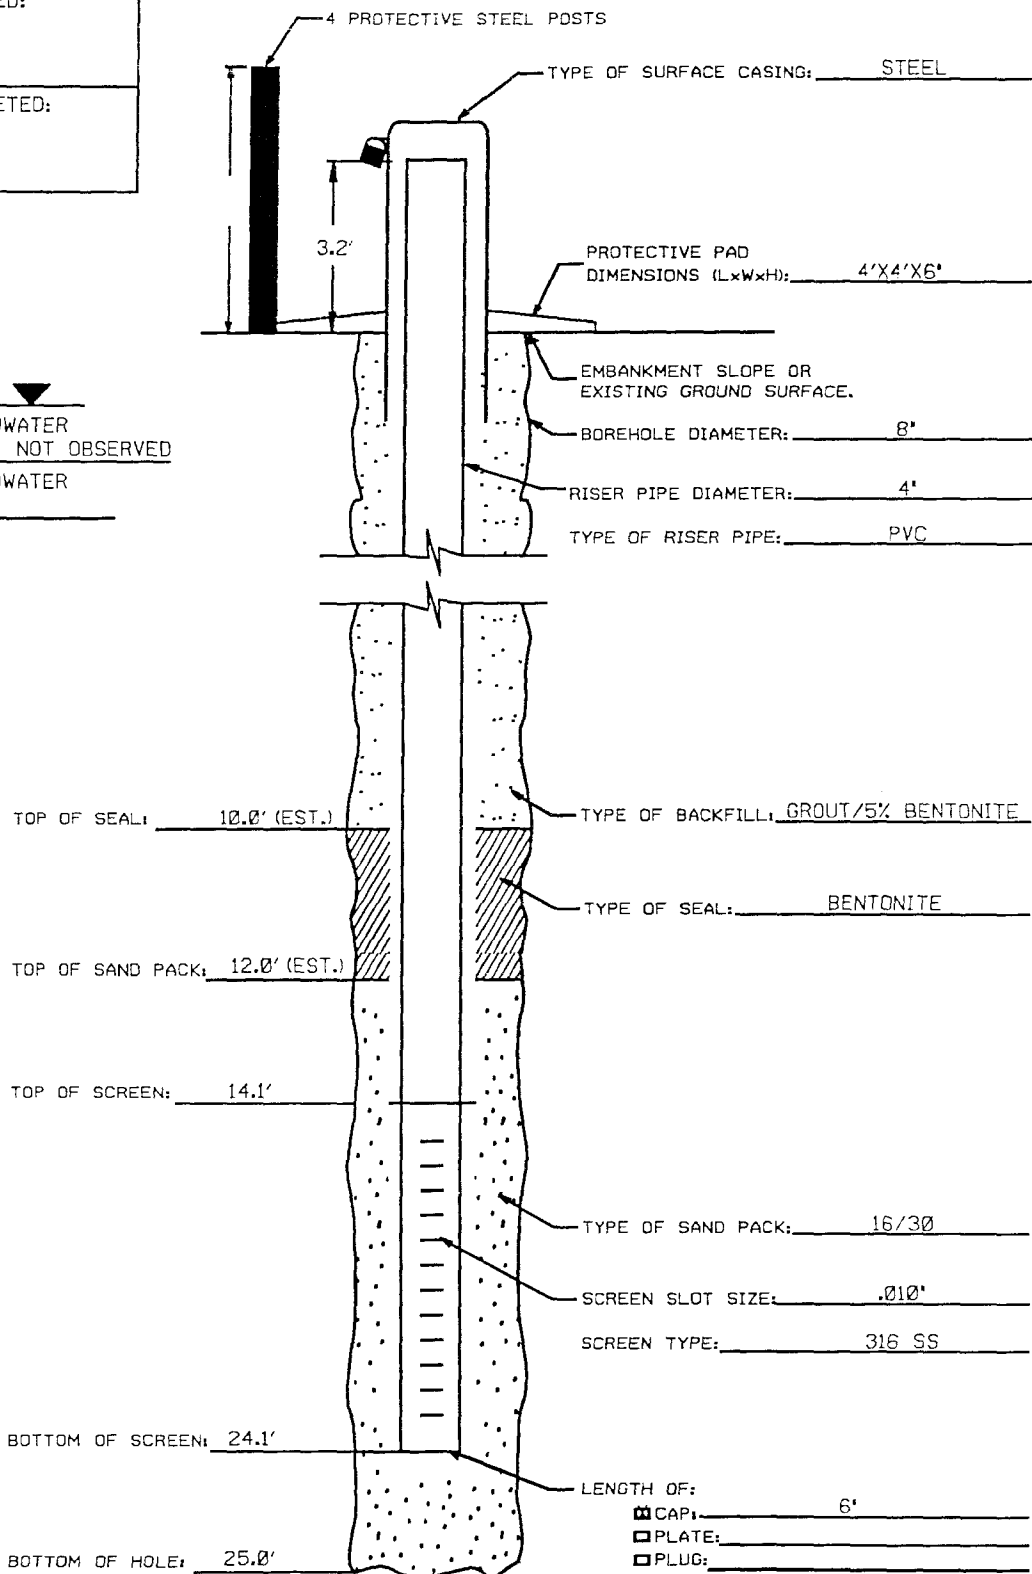 4 PROTECTIVE STEEL POSTS
TYPE OF SURFACE CASING: STEEL
3.2'
PROTECTIVE PAD
DIMENSIONS (LxWxH): 4'X4'X6"
EMBANKMENT SLOPE OR
EXISTING GROUND SURFACE.
NOT OBSERVED
BOREHOLE DIAMETER: 8"
RISER PIPE DIAMETER: 4"
TYPE OF RISER PIPE: PVC
TOP OF SEAL: 10.0' (EST.)
TYPE OF BACKFILL: GROUT/5% BENTONITE
TYPE OF SEAL: BENTONITE
TOP OF SAND PACK: 12.0' (EST.)
TOP OF SCREEN: 14.1'
TYPE OF SAND PACK: 16/30
SCREEN SLOT SIZE: .010"
SCREEN TYPE: 316 SS
BOTTOM OF SCREEN: 24.1'
LENGTH OF:
CAP: 6"
PLATE:
PLUG:
BOTTOM OF HOLE: 25.0'